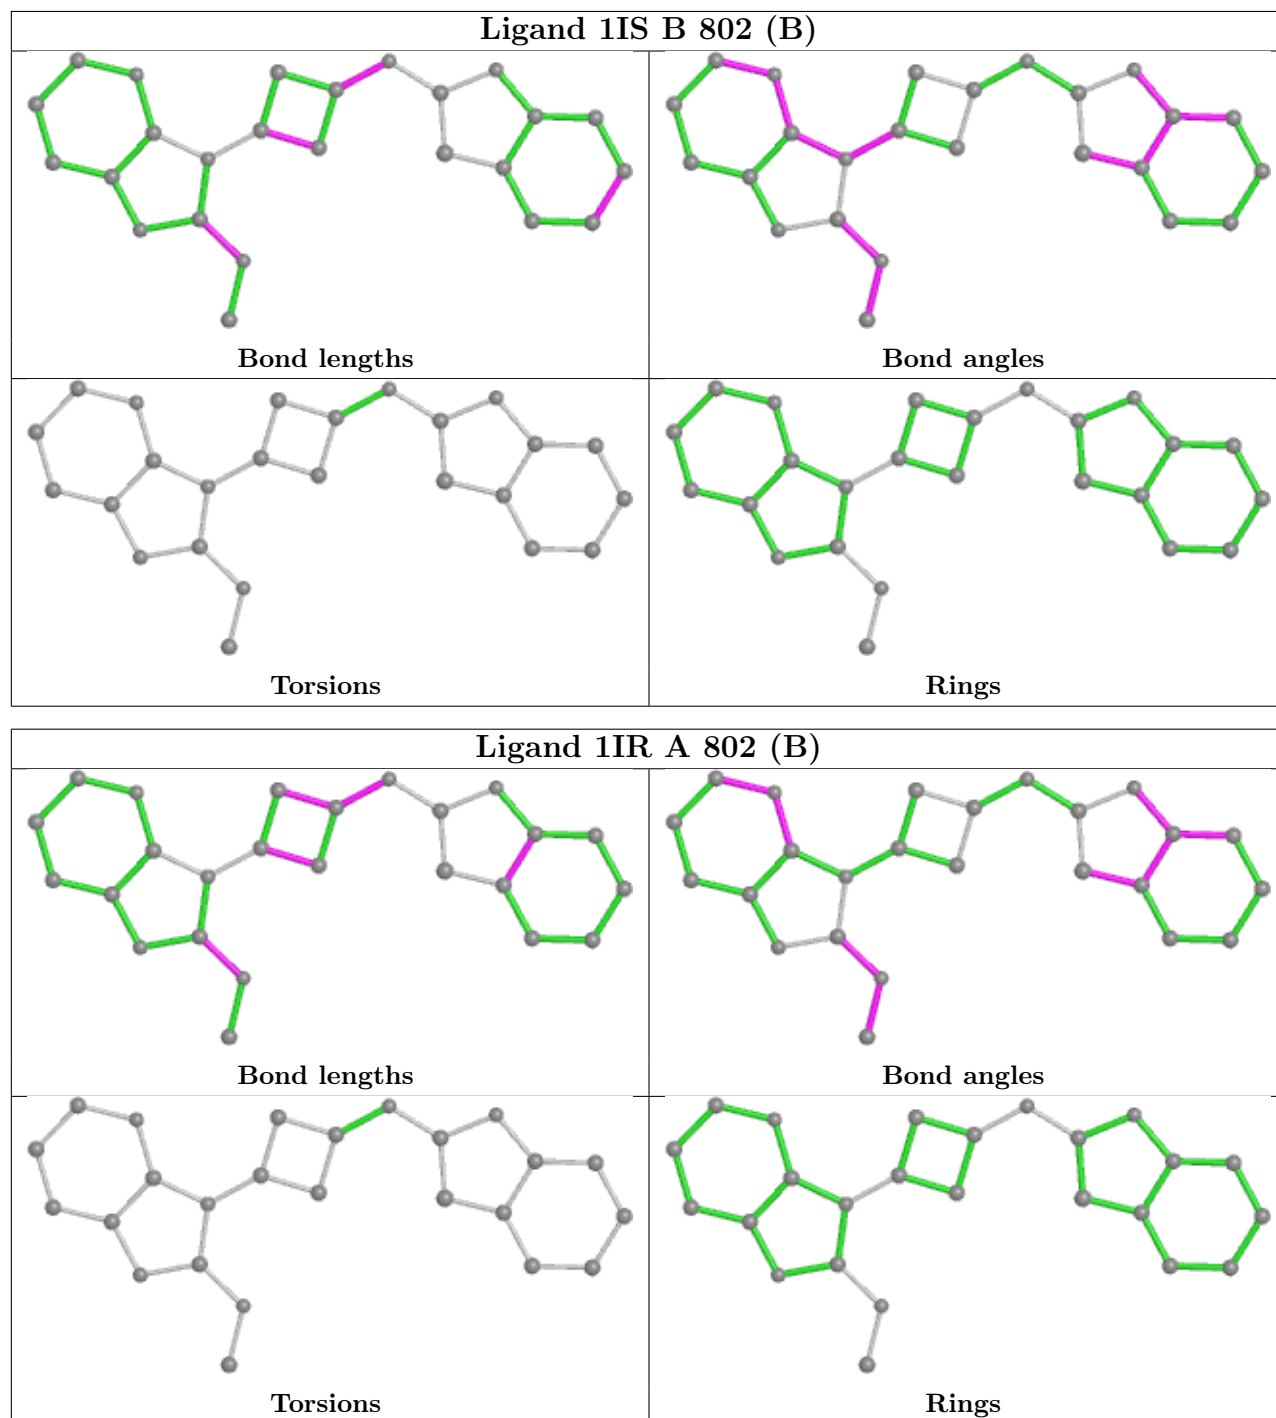 Ligand 1IS B 802 (B)
Bond lengths
Bond angles
Torsions
Rings
Ligand 1IR A 802 (B)
Bond lengths
Bond angles
Torsions
Rings